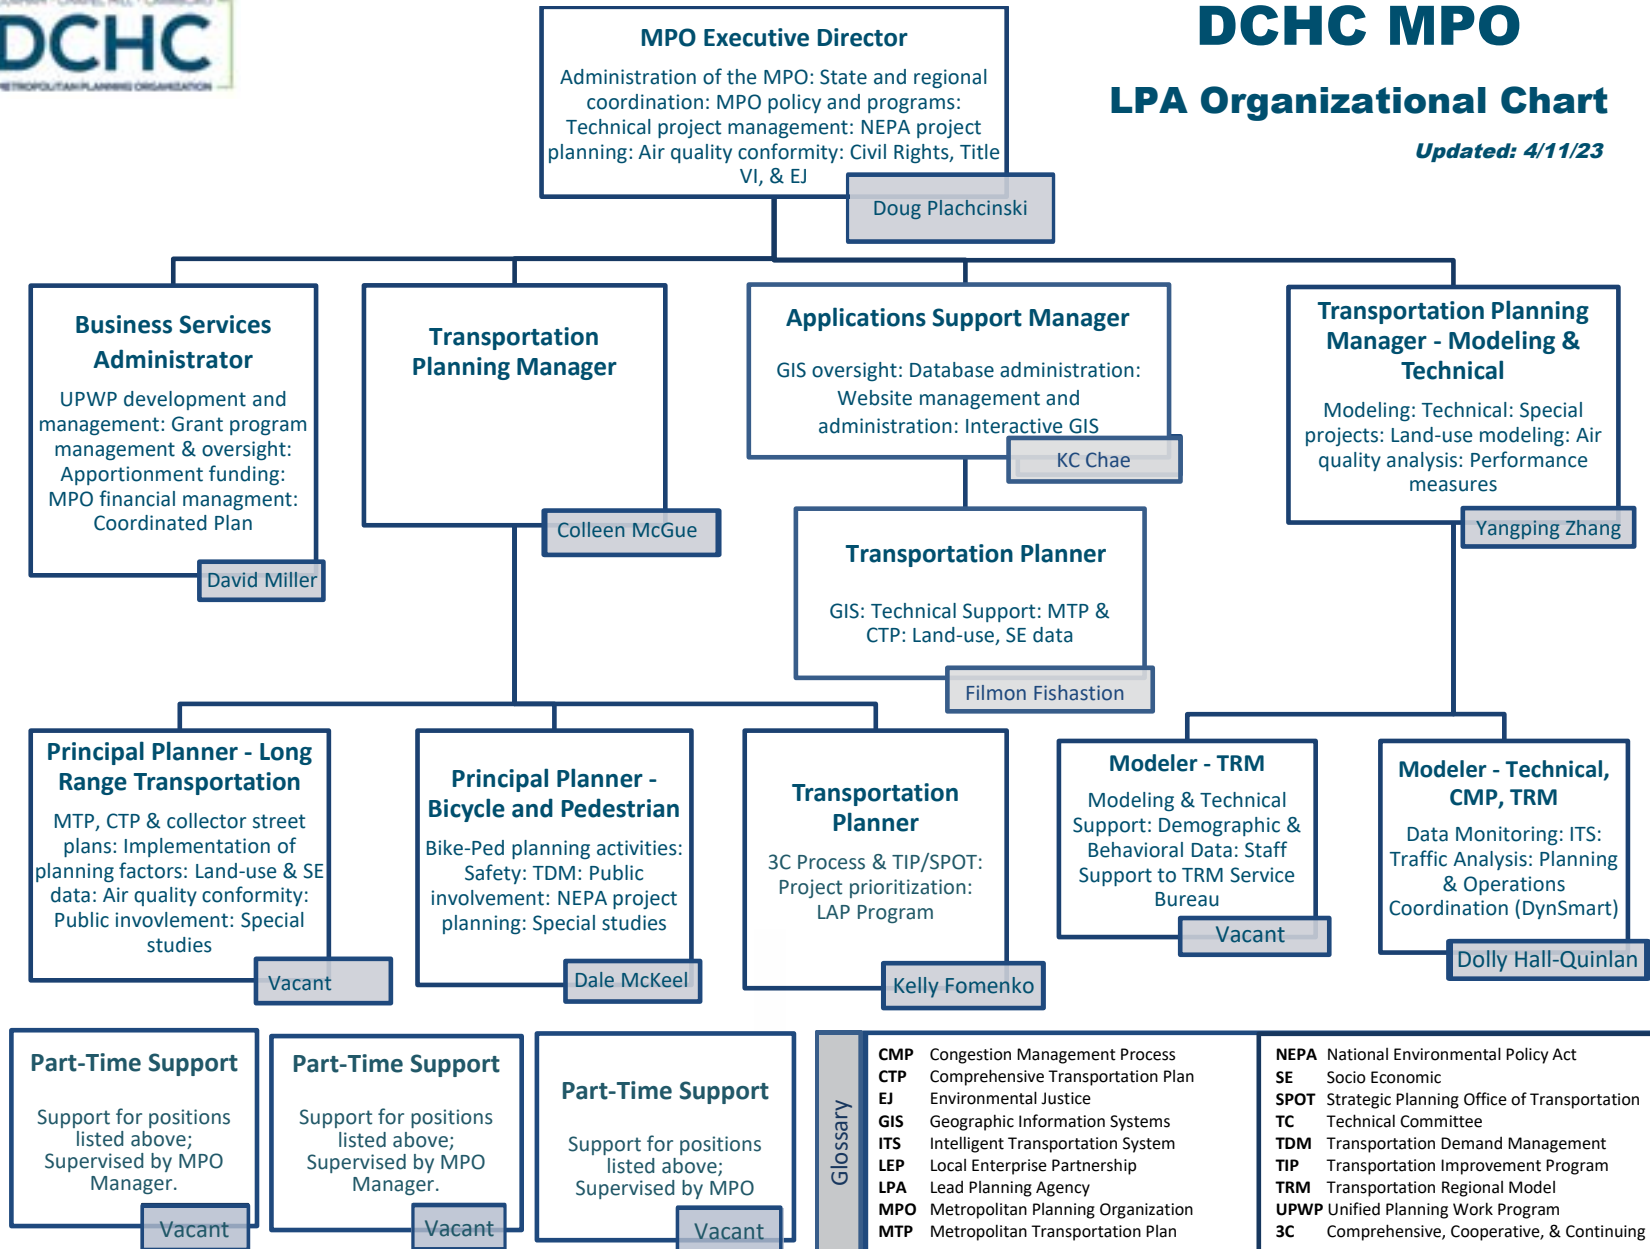 DCHC
METROPOLITAN PLANNING ORGANIZATION
DCHC MPO
LPA Organizational Chart
Updated: 4/11/23
MPO Executive Director
Administration of the MPO: State and regional
coordination: MPO policy and programs:
Technical project management: NEPA project
planning: Air quality conformity: Civil Rights, Title
VI, & EJ
Doug Plachcinski
Business Services
Administrator
UPWP development and
management: Grant program
management & oversight:
Apportionment funding:
MPO financial managment:
Coordinated Plan
David Miller
Transportation
Planning Manager
Colleen McGue
Applications Support Manager
GIS oversight: Database administration:
Website management and
administration: Interactive GIS
KC Chae
Transportation Planning
Manager - Modeling &
Technical
Modeling: Technical: Special
projects: Land-use modeling: Air
quality analysis: Performance
measures
Yangping Zhang
Transportation Planner
GIS: Technical Support: MTP &
CTP: Land-use, SE data
Filmon Fishastion
Principal Planner - Long
Range Transportation
MTP, CTP & collector street
plans: Implementation of
planning factors: Land-use & SE
data: Air quality conformity:
Public invovlement: Special
studies
Vacant
Principal Planner -
Bicycle and Pedestrian
Bike-Ped planning activities:
Safety: TDM: Public
involvement: NEPA project
planning: Special studies
Dale McKeel
Transportation
Planner
3C Process & TIP/SPOT:
Project prioritization:
LAP Program
Kelly Fomenko
Modeler - TRM
Modeling & Technical
Support: Demographic &
Behavioral Data: Staff
Support to TRM Service
Bureau
Vacant
Modeler - Technical,
CMP, TRM
Data Monitoring: ITS:
Traffic Analysis: Planning
& Operations
Coordination (DynSmart)
Dolly Hall-Quinlan
Part-Time Support
Support for positions
listed above;
Supervised by MPO
Manager.
Vacant
Part-Time Support
Support for positions
listed above;
Supervised by MPO
Manager.
Vacant
Part-Time Support
Support for positions
listed above;
Supervised by MPO
Vacant
Glossary
CMP Congestion Management Process
CTP Comprehensive Transportation Plan
EJ Environmental Justice
GIS Geographic Information Systems
ITS Intelligent Transportation System
LEP Local Enterprise Partnership
LPA Lead Planning Agency
MPO Metropolitan Planning Organization
MTP Metropolitan Transportation Plan
NEPA National Environmental Policy Act
SE Socio Economic
SPOT Strategic Planning Office of Transportation
TC Technical Committee
TDM Transportation Demand Management
TIP Transportation Improvement Program
TRM Transportation Regional Model
UPWP Unified Planning Work Program
3C Comprehensive, Cooperative, & Continuing